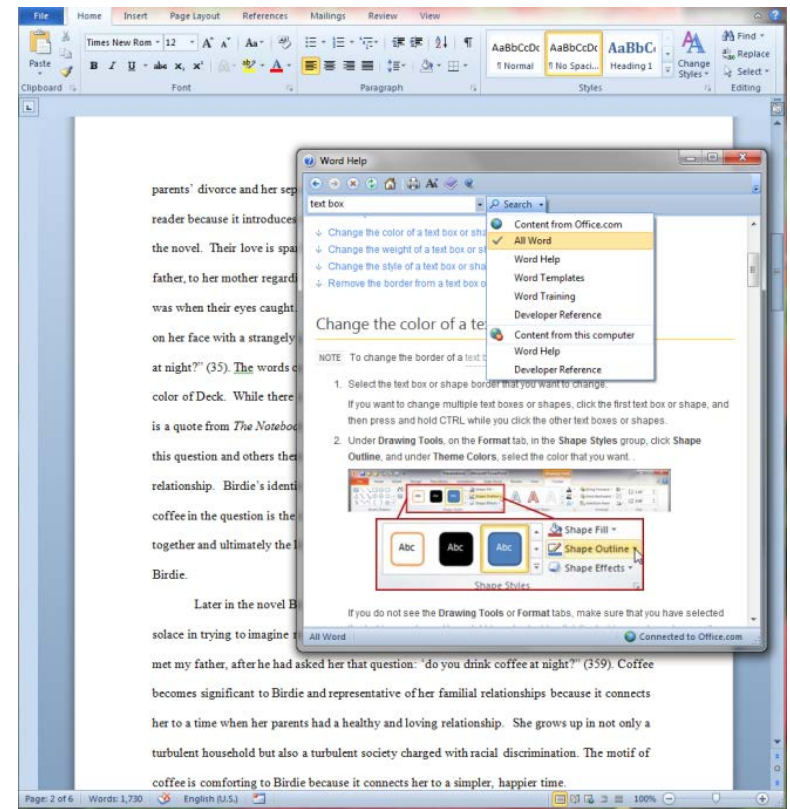 File Home Insert Page Layout References Mailings Review View
Times New Rom 12 A A Aa
Find
Replace
Select
Paste
B I U abc x, x² A
AaBbCcDc AaBbCcDc AaBbC
¶ Normal ¶ No Spaci... Heading 1
Change Styles
Clipboard Font Paragraph Styles Editing
Word Help
text box Search
Content from Office.com
All Word
Word Help
Word Templates
Word Training
Developer Reference
Content from this computer
Word Help
Developer Reference
Change the color of a text box or sha
Change the weight of a text box or s
Change the style of a text box or sha
Remove the border from a text box o
Change the color of a te
NOTE To change the border of a text b
1. Select the text box or shape border that you want to change.
If you want to change multiple text boxes or shapes, click the first text box or shape, and
then press and hold CTRL while you click the other text boxes or shapes.
2. Under Drawing Tools, on the Format tab, in the Shape Styles group, click Shape
Outline, and under Theme Colors, select the color that you want. .
Abc Abc Abc
Shape Fill
Shape Outline
Shape Effects
Shape Styles
If you do not see the Drawing Tools or Format tabs, make sure that you have selected
All Word Connected to Office.com
parents' divorce and her sep
reader because it introduces
the novel. Their love is spa
father, to her mother regardi
was when their eyes caught.
on her face with a strangely
at night?" (35). The words c
color of Deck. While there
is a quote from The Noteboo
this question and others the
relationship. Birdie's identi
coffee in the question is the
together and ultimately the
Birdie.
Later in the novel B
solace in trying to imagine
met my father, after he had asked her that question: 'do you drink coffee at night?'" (359). Coffee
becomes significant to Birdie and representative of her familial relationships because it connects
her to a time when her parents had a healthy and loving relationship. She grows up in not only a
turbulent household but also a turbulent society charged with racial discrimination. The motif of
coffee is comforting to Birdie because it connects her to a simpler, happier time.
Page: 2 of 6 Words: 1,730 English (U.S.) 100%